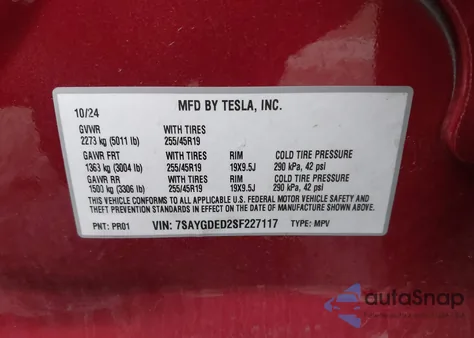 10/24 MFD BY TESLA, INC.
GVWR WITH TIRES
2273 kg (5011 lb) 255/45R19
GAWR FRT WITH TIRES RIM COLD TIRE PRESSURE
1363 kg (3004 lb) 255/45R19 19X9.5J 290 kPa, 42 psi
GAWR RR WITH TIRES RIM COLD TIRE PRESSURE
1500 kg (3306 lb) 255/45R19 19X9.5J 290 kPa, 42 psi
THIS VEHICLE CONFORMS TO ALL APPLICABLE U.S. FEDERAL MOTOR VEHICLE SAFETY
AND THEFT PREVENTION STANDARDS IN EFFECT ON THE DATE OF MANUFACTURE SHOWN ABOVE.
PNT: PR01 VIN: 7SAYGDED2SF227117 TYPE: MPV
autoSnap